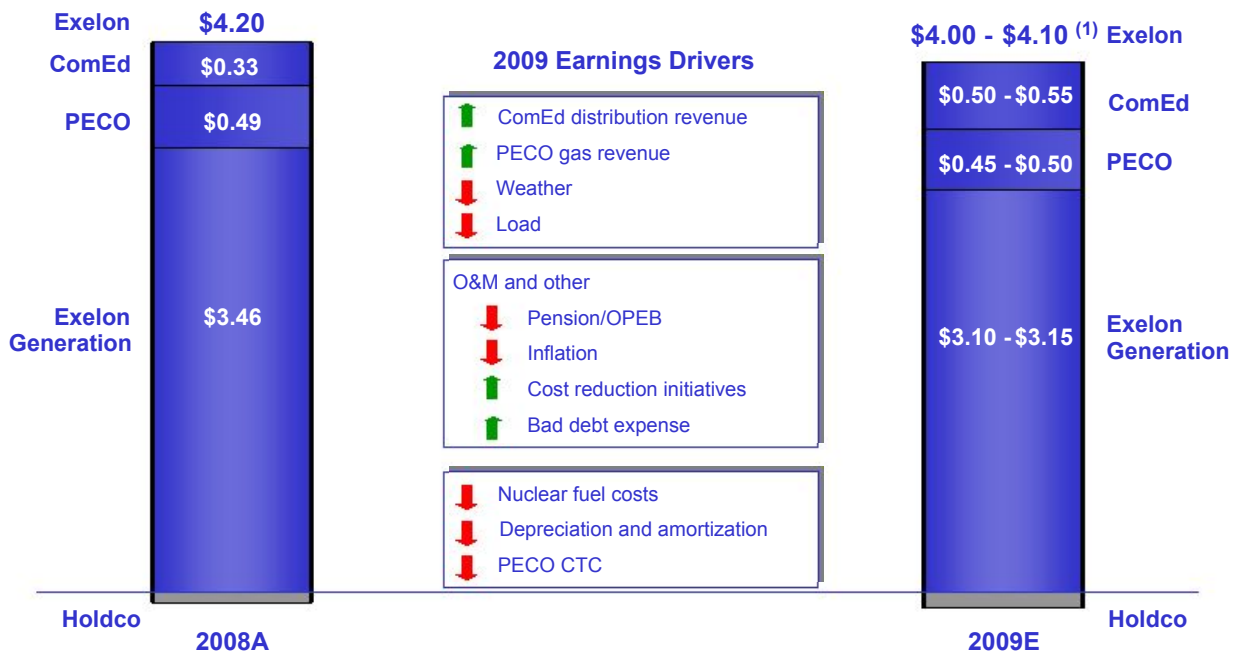 Exelon
$4.20
ComEd
$0.33
PECO
$0.49
Exelon
Generation
$3.46
Holdco
2008A
2009 Earnings Drivers
ComEd distribution revenue
PECO gas revenue
Weather
Load
O&M and other
Pension/OPEB
Inflation
Cost reduction initiatives
Bad debt expense
Nuclear fuel costs
Depreciation and amortization
PECO CTC
$4.00 - $4.10 (1) Exelon
$0.50 - $0.55
ComEd
$0.45 - $0.50
PECO
$3.10 - $3.15
Exelon
Generation
Holdco
2009E